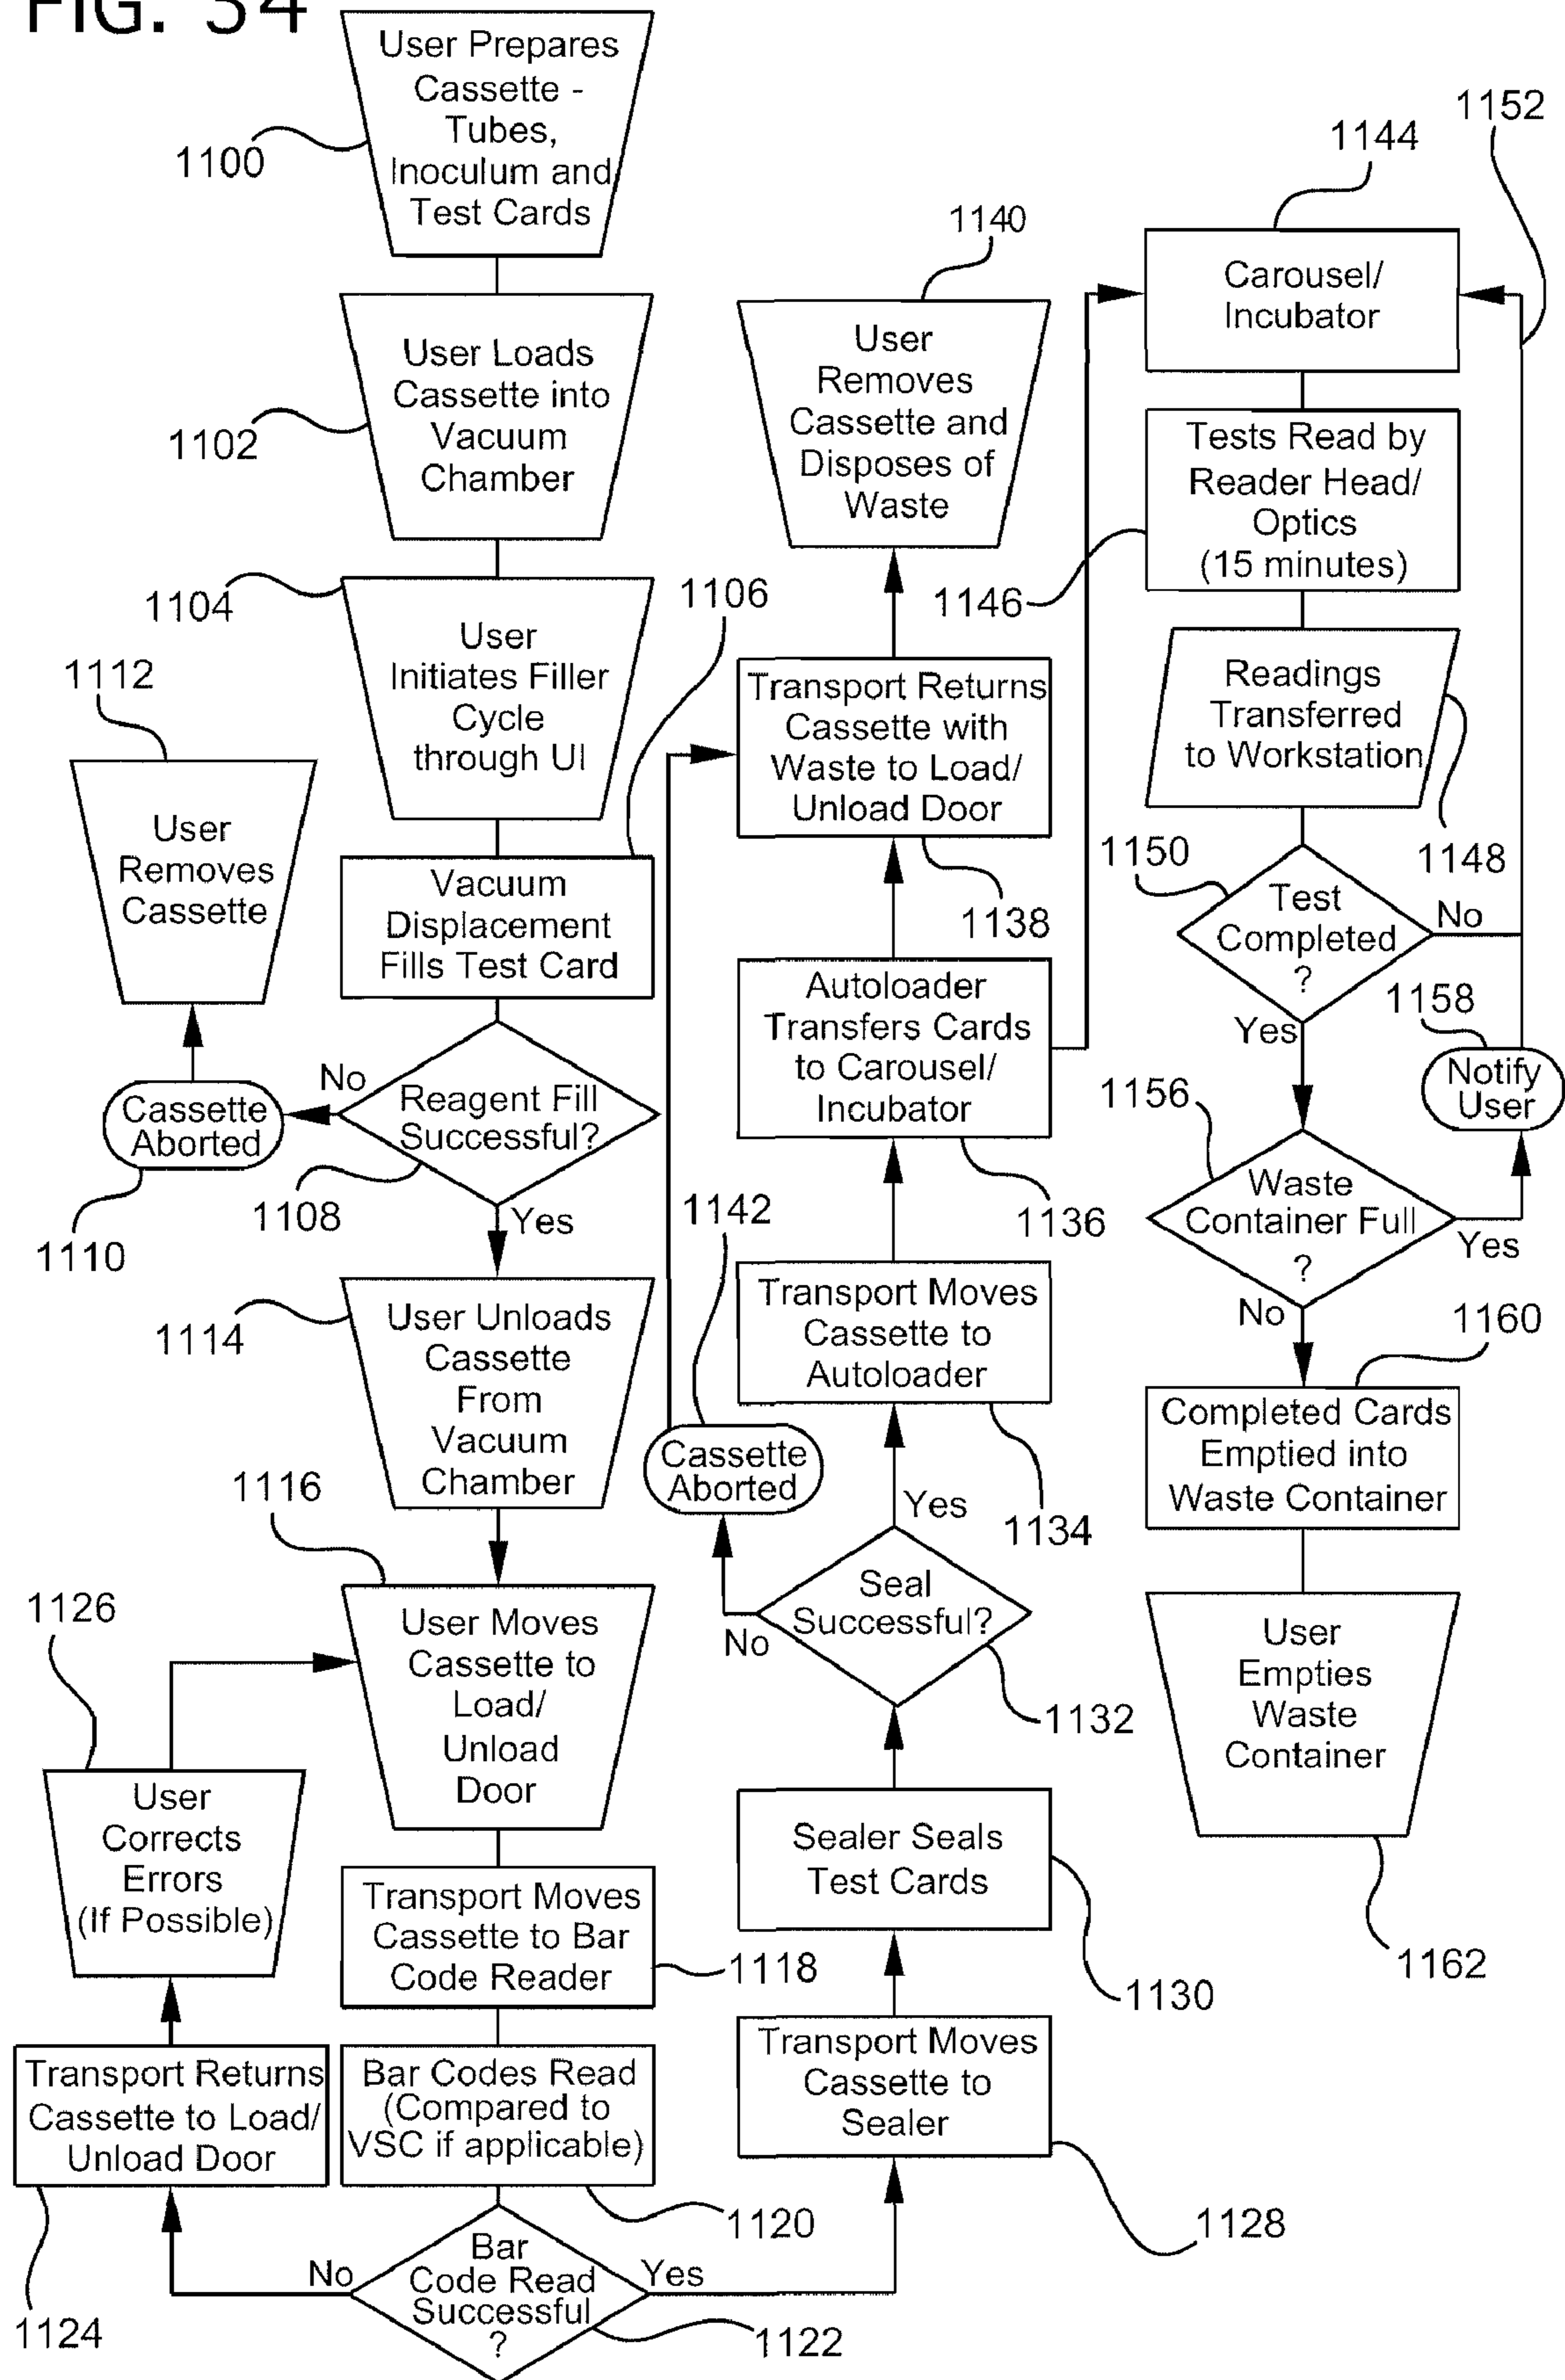 FIG. 34
User Prepares
Cassette -
Tubes,
Inoculum and
Test Cards
1100
User Loads
Cassette into
Vacuum
Chamber
1102
1104
User
Initiates Filler
Cycle
through UI
1106
Vacuum
Displacement
Fills Test Card
1112
User
Removes
Cassette
No
Cassette
Aborted
1110
Reagent Fill
Successful?
1108
Yes
User Unloads
Cassette
From
Vacuum
Chamber
1114
1116
User Moves
Cassette to
Load/
Unload
Door
1126
User
Corrects
Errors
(If Possible)
Transport Moves
Cassette to Bar
Code Reader
1118
Transport Returns
Cassette to Load/
Unload Door
1124
Bar Codes Read
(Compared to
VSC if applicable)
1120
No
Bar
Code Read
Successful
?
Yes
1122
1140
User
Removes
Cassette and
Disposes of
Waste
Transport Returns
Cassette with
Waste to Load/
Unload Door
1138
Autoloader
Transfers Cards
to Carousel/
Incubator
1136
1142
Transport Moves
Cassette to
Autoloader
1134
Cassette
Aborted
Yes
No
Seal
Successful?
1132
Sealer Seals
Test Cards
1130
Transport Moves
Cassette to
Sealer
1128
1152
1144
Carousel/
Incubator
Tests Read by
Reader Head/
Optics
(15 minutes)
1146
Readings
Transferred
to Workstation
1148
1150
Test
Completed
?
No
Yes
1158
Notify
User
1156
Waste
Container Full
?
Yes
No
1160
Completed Cards
Emptied into
Waste Container
User
Empties
Waste
Container
1162